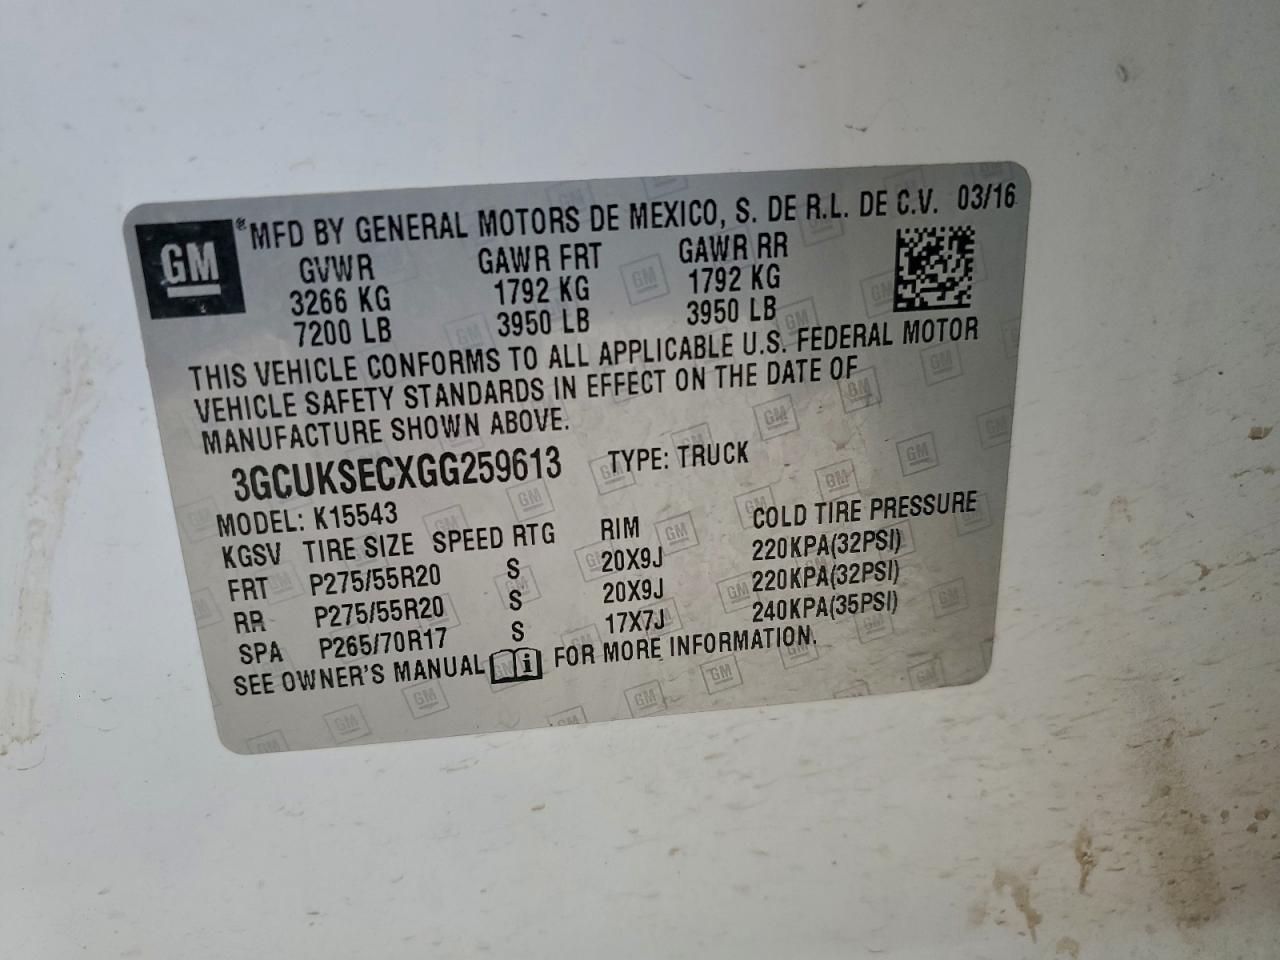 GM ® MFD BY GENERAL MOTORS DE MEXICO, S. DE R.L. DE C.V. 03/16
GVWR GAWR FRT GAWR RR
3266 KG 1792 KG 1792 KG
7200 LB 3950 LB 3950 LB
THIS VEHICLE CONFORMS TO ALL APPLICABLE U.S. FEDERAL MOTOR
VEHICLE SAFETY STANDARDS IN EFFECT ON THE DATE OF
MANUFACTURE SHOWN ABOVE.
3GCUKSECXGG259613 TYPE: TRUCK
MODEL: K15543
KGSV TIRE SIZE SPEED RTG RIM COLD TIRE PRESSURE
FRT P275/55R20 S 20X9J 220KPA(32PSI)
RR P275/55R20 S 20X9J 220KPA(32PSI)
SPA P265/70R17 S 17X7J 240KPA(35PSI)
SEE OWNER'S MANUAL i FOR MORE INFORMATION.